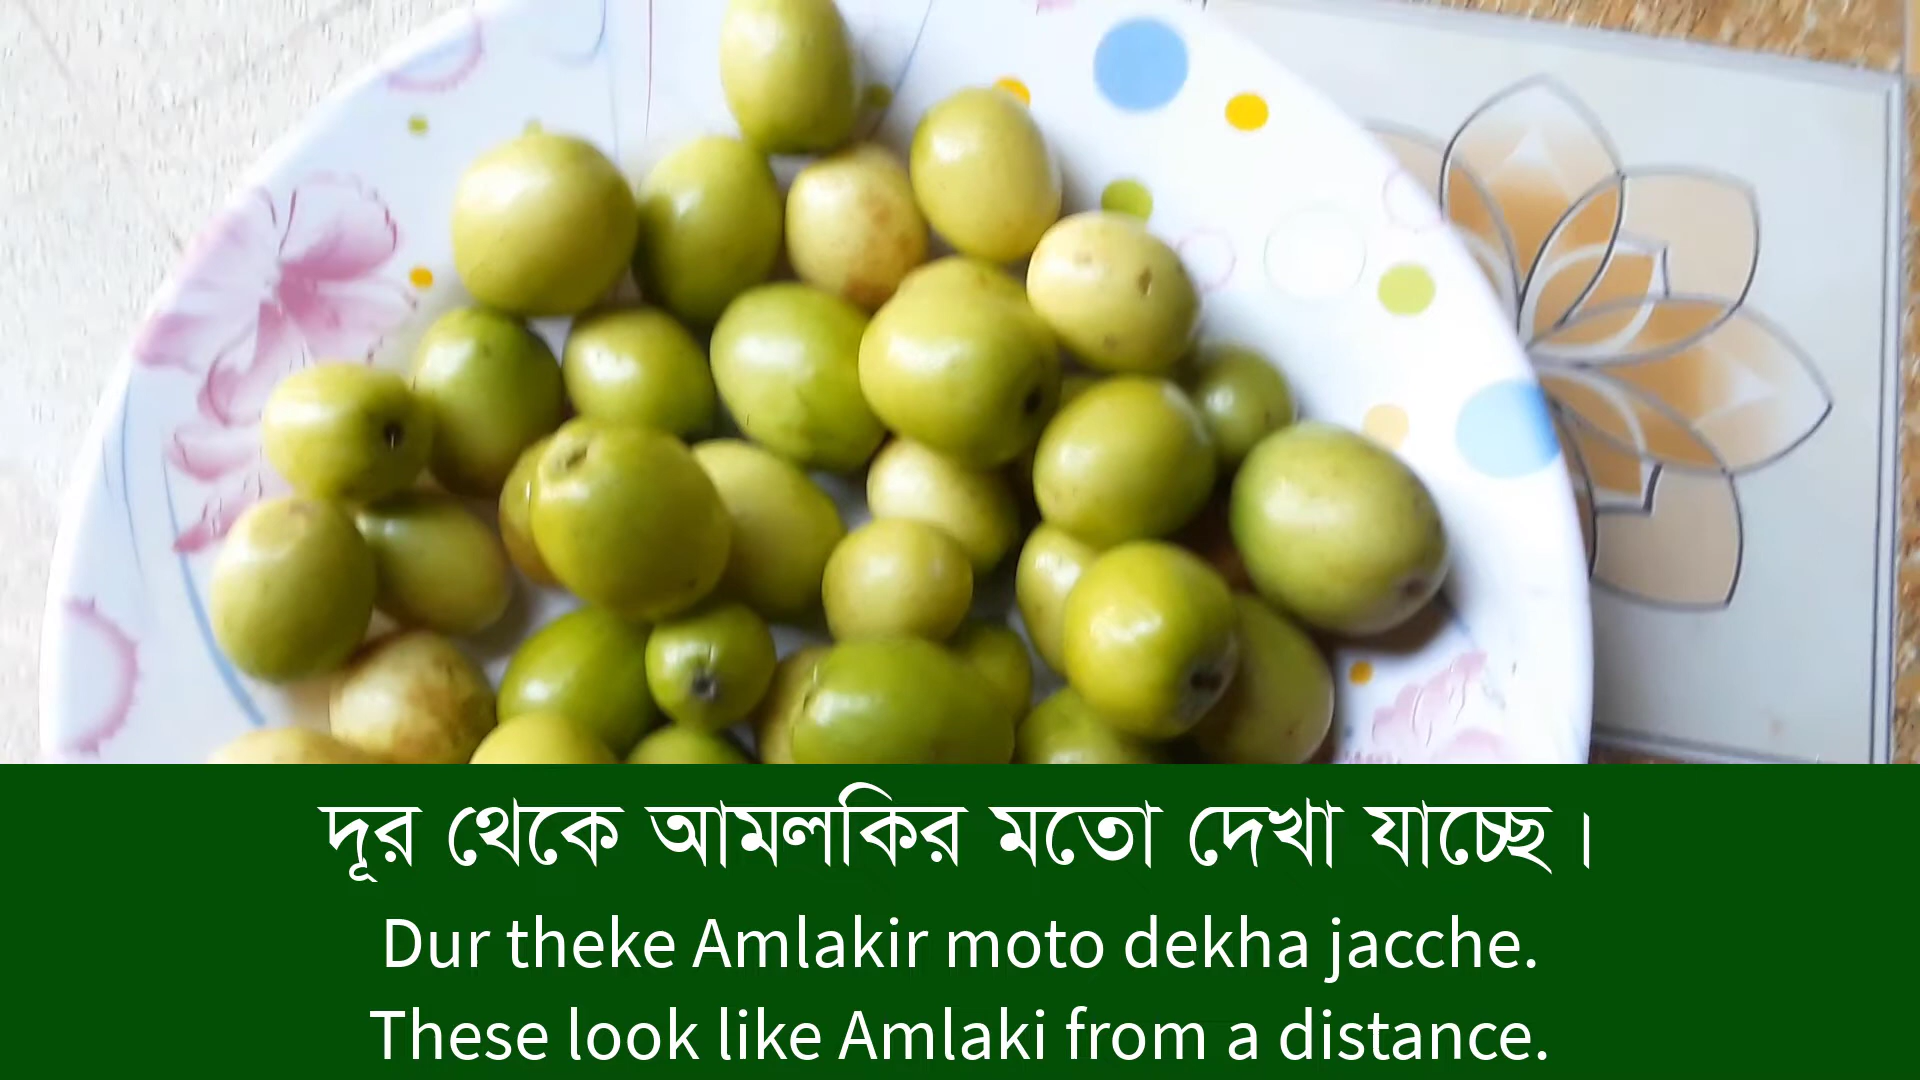 দূর থেকে আমলকির মতো দেখা যাচ্ছে।
Dur theke Amlakir moto dekha jacche.
These look like Amlaki from a distance.